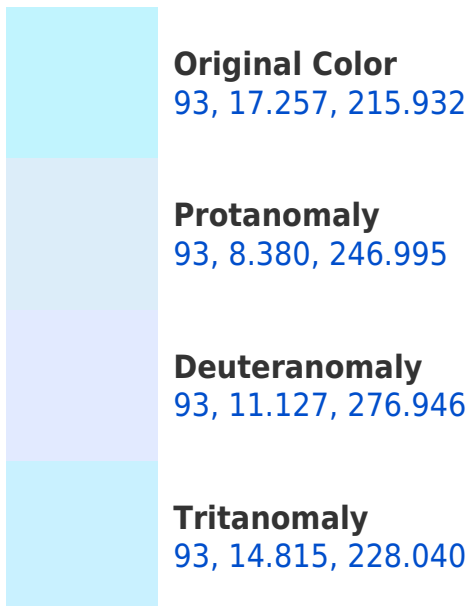 Original Color
93, 17.257, 215.932
Protanomaly
93, 8.380, 246.995
Deuteranomaly
93, 11.127, 276.946
Tritanomaly
93, 14.815, 228.040